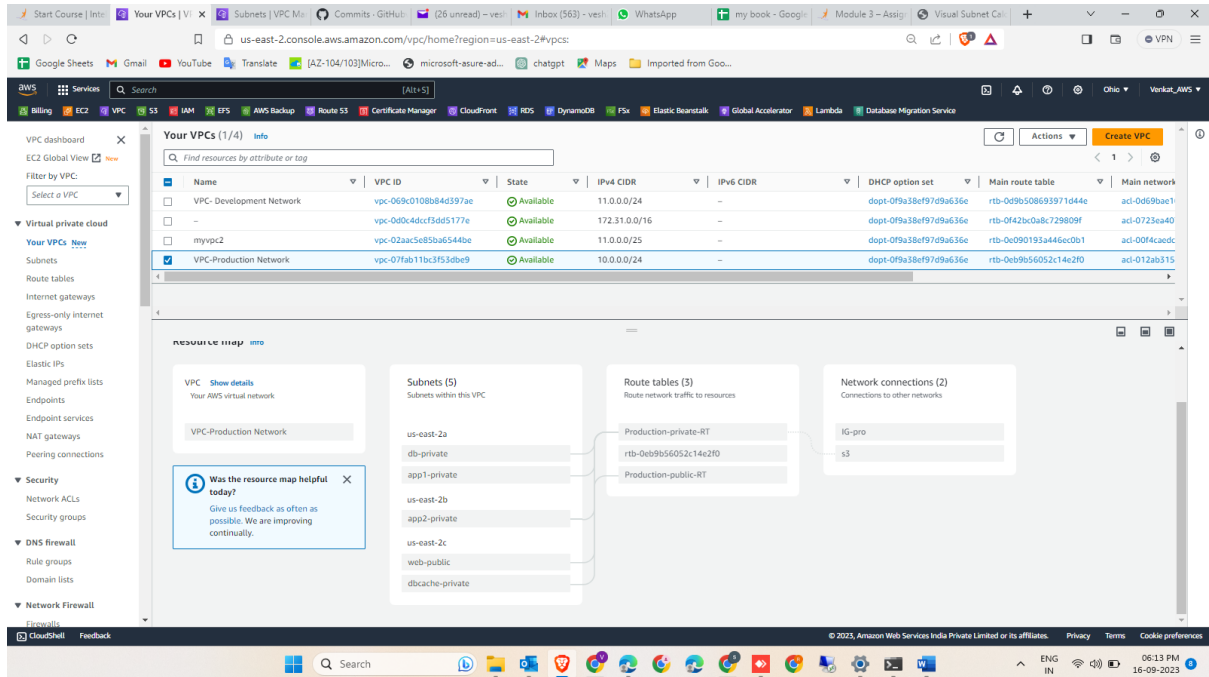 Start Course | Inte
Your VPCs | VP
Subnets | VPC Ma
Commits · GitHub
(26 unread) – vesh
Inbox (563) - vesh
WhatsApp
my book - Google
Module 3 – Assig
Visual Subnet Calc
us-east-2.console.aws.amazon.com/vpc/home?region=us-east-2#vpcs:
VPN
Google Sheets Gmail YouTube Translate [AZ-104/103]Micro... microsoft-asure-ad... chatgpt Maps Imported from Goo...
aws Services Search [Alt+S] Ohio ▼ Venkat_AWS ▼
Billing EC2 VPC S3 IAM EFS AWS Backup Route 53 Certificate Manager CloudFront RDS DynamoDB FSx Elastic Beanstalk Global Accelerator Lambda Database Migration Service
VPC dashboard
EC2 Global View New
Filter by VPC:
Select a VPC
Virtual private cloud
Your VPCs New
Subnets
Route tables
Internet gateways
Egress-only internet
gateways
DHCP option sets
Elastic IPs
Managed prefix lists
Endpoints
Endpoint services
NAT gateways
Peering connections
Security
Network ACLs
Security groups
DNS firewall
Rule groups
Domain lists
Network Firewall
Firewalls
Your VPCs (1/4) Info
Actions ▼ Create VPC
Find resources by attribute or tag
< 1 >
Name VPC ID State IPv4 CIDR IPv6 CIDR DHCP option set Main route table Main network
VPC- Development Network vpc-069c0108b84d397ae Available 11.0.0.0/24 – dopt-0f9a38ef97d9a636e rtb-0d9b508693971d44e acl-0d69bae1
– vpc-0d0c4dccf3dd5177e Available 172.31.0.0/16 – dopt-0f9a38ef97d9a636e rtb-0f42bc0a8c729809f acl-0723ea40
myvpc2 vpc-02aac5e85ba6544be Available 11.0.0.0/25 – dopt-0f9a38ef97d9a636e rtb-0e090193a446ec0b1 acl-00f4caedc
VPC-Production Network vpc-07fab11bc3f53dbe9 Available 10.0.0.0/24 – dopt-0f9a38ef97d9a636e rtb-0eb9b56052c14e2f0 acl-012ab315
Resource map Info
VPC Show details
Your AWS virtual network
VPC-Production Network
Was the resource map helpful
today?
Give us feedback as often as
possible. We are improving
continually.
Subnets (5)
Subnets within this VPC
us-east-2a
db-private
app1-private
us-east-2b
app2-private
us-east-2c
web-public
dbcache-private
Route tables (3)
Route network traffic to resources
Production-private-RT
rtb-0eb9b56052c14e2f0
Production-public-RT
Network connections (2)
Connections to other networks
IG-pro
s3
CloudShell Feedback © 2023, Amazon Web Services India Private Limited or its affiliates. Privacy Terms Cookie preferences
Search
ENG
IN
06:13 PM
16-09-2023
8